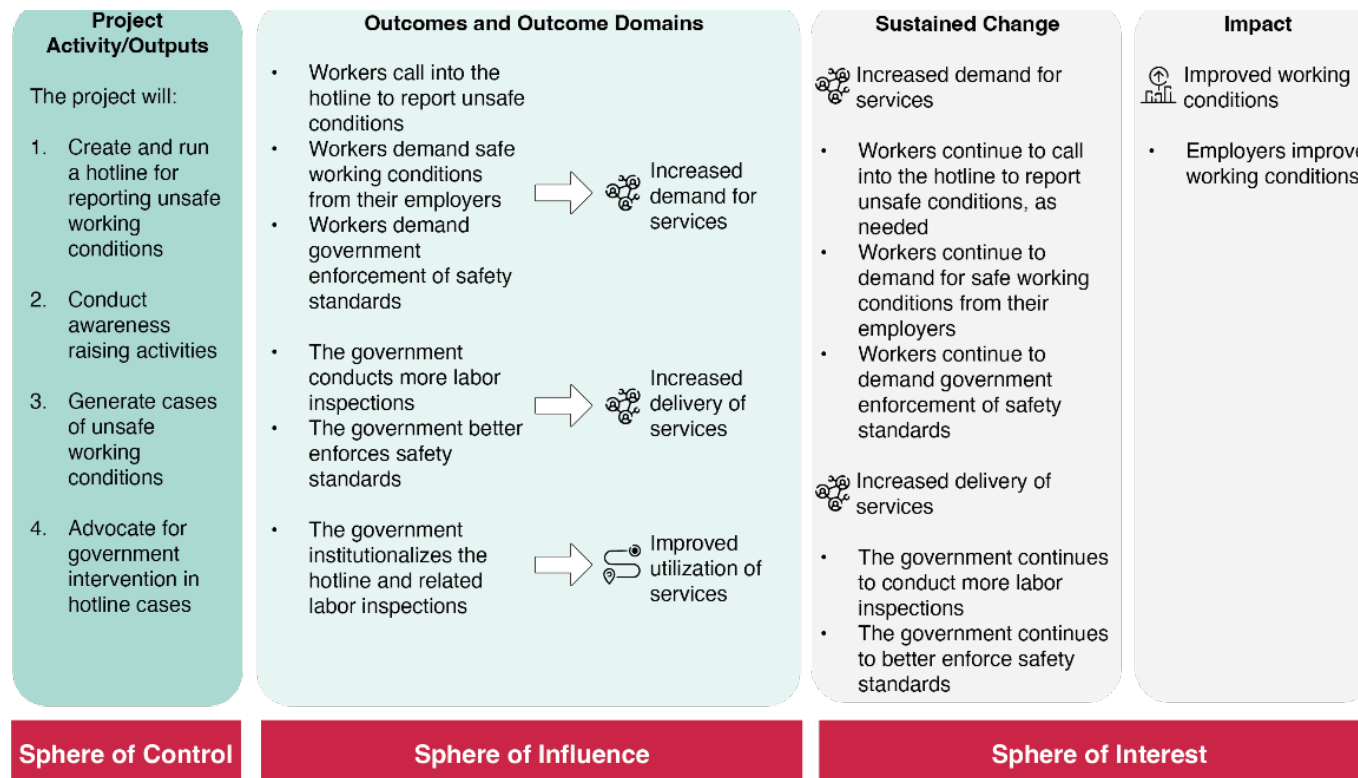 Project
Activity/Outputs
The project will:
1. Create and run
a hotline for
reporting unsafe
working
conditions
2. Conduct
awareness
raising activities
3. Generate cases
of unsafe
working
conditions
4. Advocate for
government
intervention in
hotline cases
Sphere of Control
Outcomes and Outcome Domains
• Workers call into the
hotline to report unsafe
conditions
• Workers demand safe
working conditions
from their employers
• Workers demand
government
enforcement of safety
standards
Increased
demand for
services
• The government
conducts more labor
inspections
• The government better
enforces safety
standards
Increased
delivery of
services
• The government
institutionalizes the
hotline and related
labor inspections
Improved
utilization of
services
Sphere of Influence
Sustained Change
Increased demand for
services
• Workers continue to call
into the hotline to report
unsafe conditions, as
needed
• Workers continue to
demand for safe working
conditions from their
employers
• Workers continue to
demand government
enforcement of safety
standards
Increased delivery of
services
• The government continues
to conduct more labor
inspections
• The government continues
to better enforce safety
standards
Impact
Improved working
conditions
• Employers improve
working conditions
Sphere of Interest